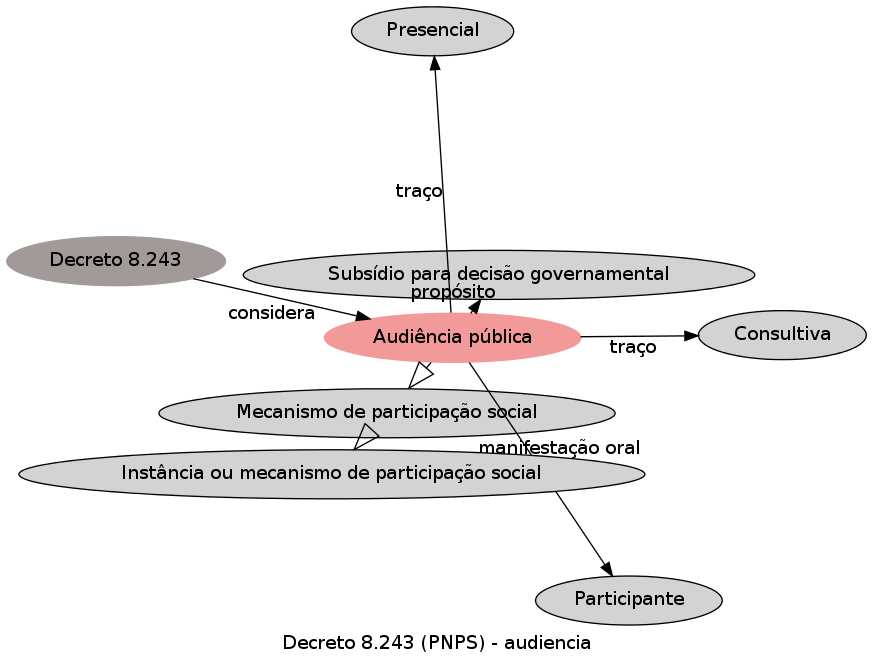 Presencial
traço
Decreto 8.243
Subsídio para decisão governamental
propósito
considera
Audiência pública
Consultiva
traço
Mecanismo de participação social
manifestação oral
Instância ou mecanismo de participação social
Participante
Decreto 8.243 (PNPS) - audiencia